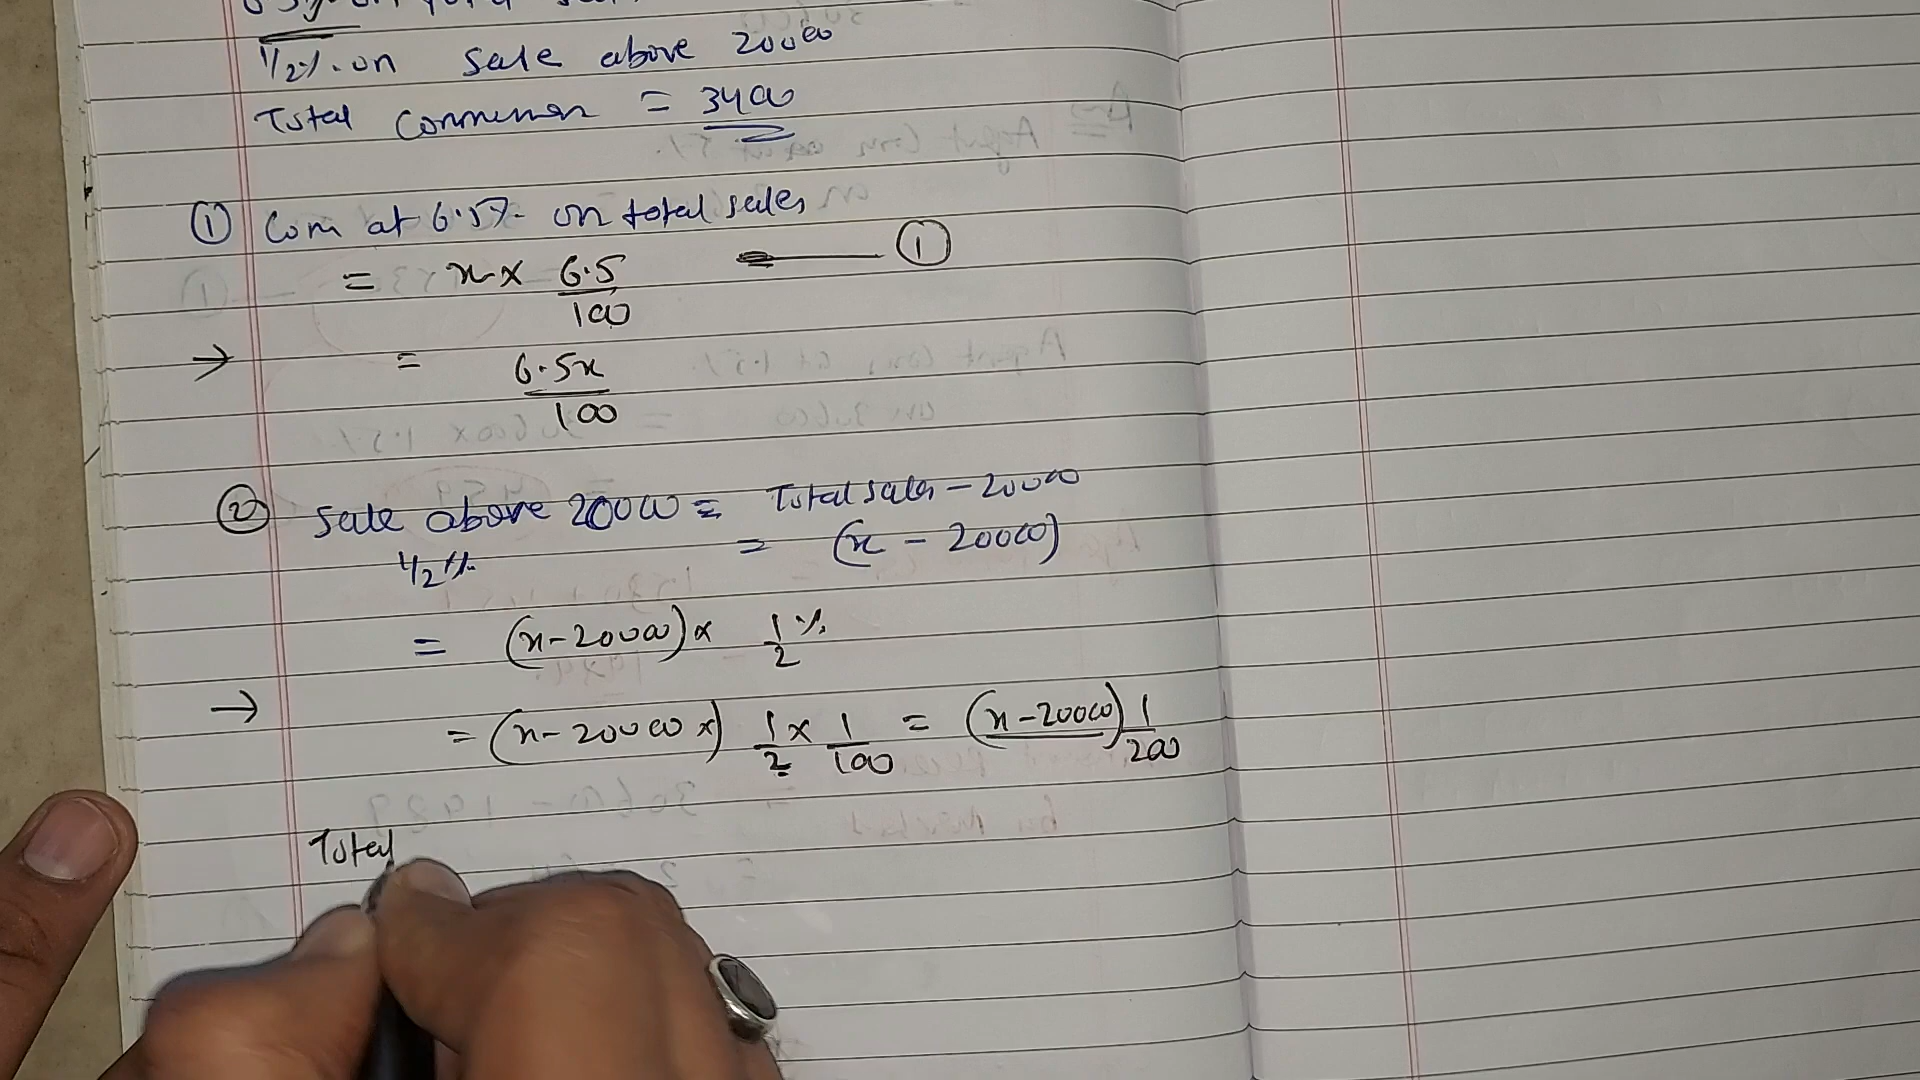 1/2%. on sale above 20000
Total = 3400
① Com at 6.5%. on total sales
= x × 6.5/100 ——— ①
→ = 6.5x/100
② Sale above 20000 = Total sales - 20000
1/2 %. = (x - 20000)
= (x - 20000) × 1/2 %.
→ = (x - 20000 ×) 1/2 × 1/100 = (x - 20000) 1/200
Total